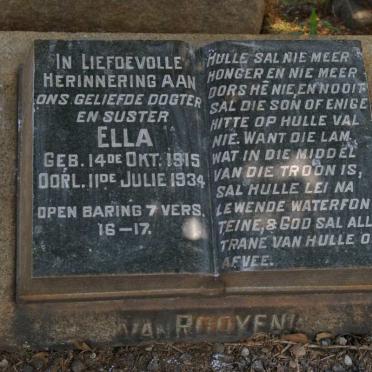 IN LIEFDEVOLLE
HERINNERING AAN
ONS GELIEFDE DOGTER
EN SUSTER
ELLA
GEB. 14DE OKT. 1915
OORL. 11DE JULIE 1934
OPEN BARING 7 VERS.
16-17.
HULLE SAL NIE MEER
HONGER EN NIE MEER
DORS HÊ NIE EN NOOIT
SAL DIE SON OF ENIGE
HITTE OP HULLE VAL
NIE. WANT DIE LAM
WAT IN DIE MIDDEL
VAN DIE TROON IS,
SAL HULLE LEI NA
LEWENDE WATERFON
TEINE, & GOD SAL ALL
TRANE VAN HULLE O
AFVEE.
VAN ROOYEN